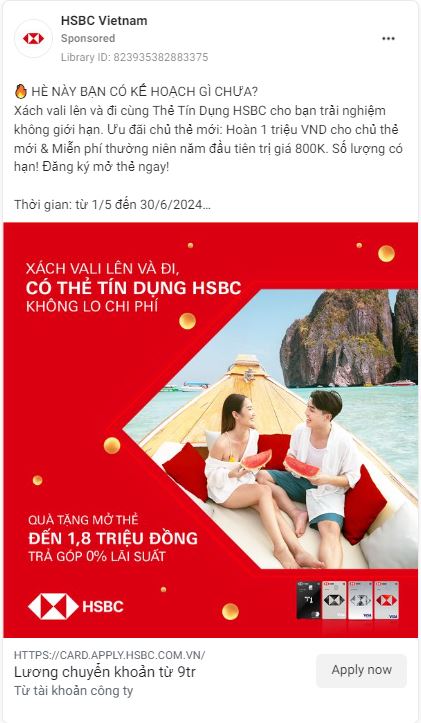 HSBC Vietnam
Sponsored
Library ID: 823935382883375
🔥 HÈ NÀY BẠN CÓ KẾ HOẠCH GÌ CHƯA?
Xách vali lên và đi cùng Thẻ Tín Dụng HSBC cho bạn trải nghiệm
không giới hạn. Ưu đãi chủ thẻ mới: Hoàn 1 triệu VND cho chủ thẻ
mới & Miễn phí thường niên năm đầu tiên trị giá 800K. Số lượng có
hạn! Đăng ký mở thẻ ngay!
Thời gian: từ 1/5 đến 30/6/2024…
XÁCH VALI LÊN VÀ ĐI,
CÓ THẺ TÍN DỤNG HSBC
KHÔNG LO CHI PHÍ
QUÀ TẶNG MỞ THẺ
ĐẾN 1,8 TRIỆU ĐỒNG
TRẢ GÓP 0% LÃI SUẤT
HSBC
VISA
VISA
HTTPS://CARD.APPLY.HSBC.COM.VN/
Lương chuyển khoản từ 9tr
Từ tài khoản công ty
Apply now